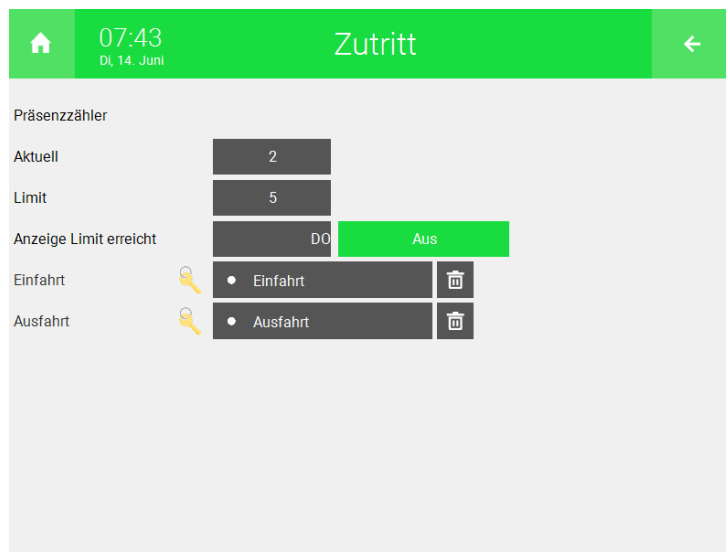 07:43
Di, 14. Juni
Zutritt
Präsenzzähler
Aktuell 2
Limit 5
Anzeige Limit erreicht DO Aus
Einfahrt Einfahrt
Ausfahrt Ausfahrt